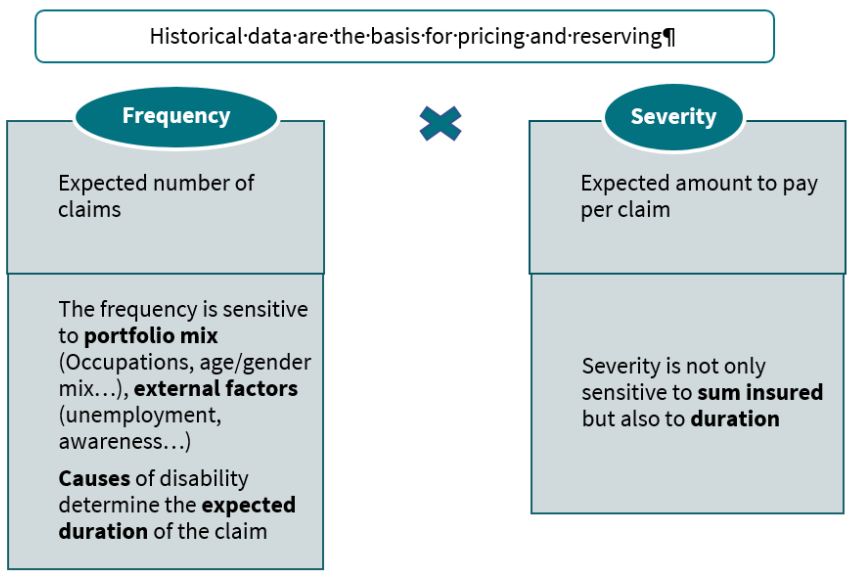 Historical·data·are·the·basis·for·pricing·and·reserving¶
Frequency
Expected number of
claims
The frequency is sensitive
to portfolio mix
(Occupations, age/gender
mix…), external factors
(unemployment,
awareness…)
Causes of disability
determine the expected
duration of the claim
Severity
Expected amount to pay
per claim
Severity is not only
sensitive to sum insured
but also to duration